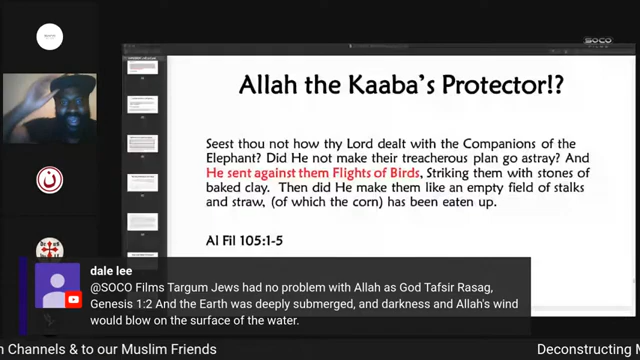 SOCO
Allah the Kaaba's Protector!?
Seest thou not how thy Lord dealt with the Companions of the
Elephant? Did He not make their treacherous plan go astray? And
He sent against them Flights of Birds, Striking them with stones of
baked clay. Then did He make them like an empty field of stalks
and straw, (of which the corn) has been eaten up.
Al Fil 105:1-5
dale lee
@SOCO Films Targum Jews had no problem with Allah as God Tafsir Rasag,
Genesis 1:2 And the Earth was deeply submerged, and darkness and Allah's wind
would blow on the surface of the water.
n Channels & to our Muslim Friends
Deconstructing M